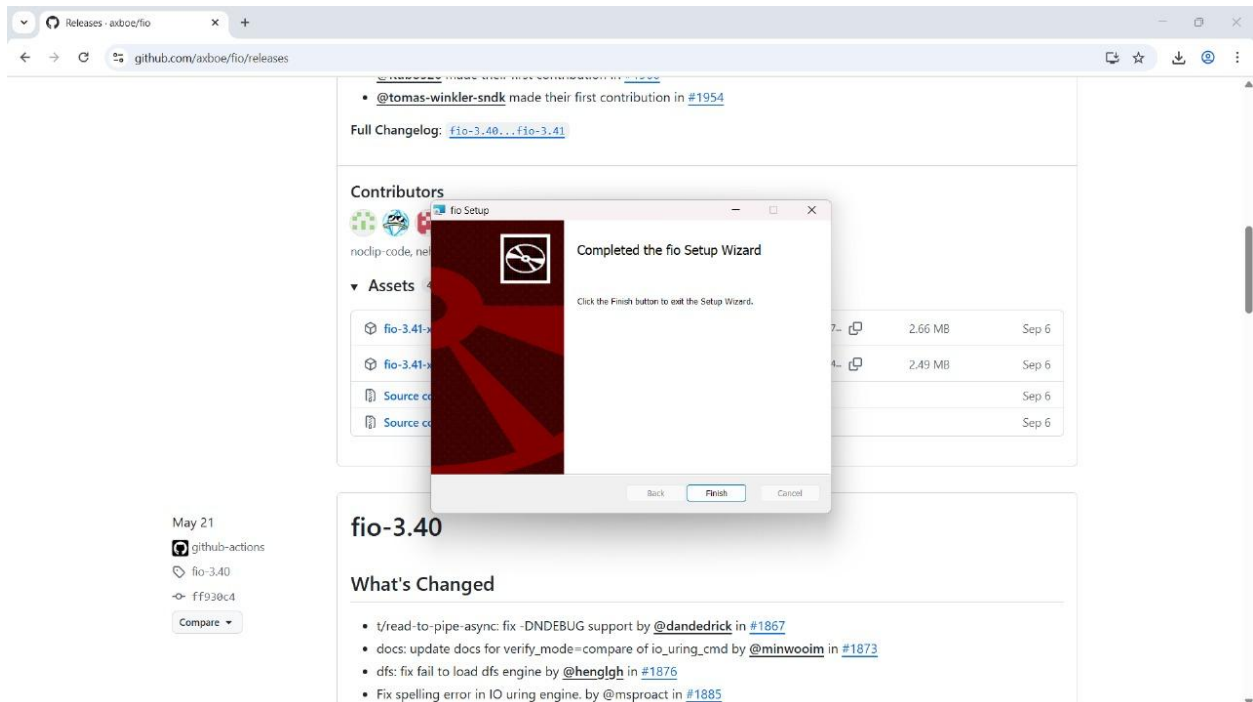 Releases · axboe/fio
github.com/axboe/fio/releases
made their first contribution in
@tomas-winkler-sndk made their first contribution in #1954
Full Changelog: fio-3.40...fio-3.41
Contributors
fio Setup
noclip-code,
Completed the fio Setup Wizard
Click the Finish button to exit the Setup Wizard.
Assets 4
fio-3.41- 2.66 MB Sep 6
fio-3.41- 2.49 MB Sep 6
Source Sep 6
Source Sep 6
Back Finish Cancel
May 21
github-actions
fio-3.40
ff930c4
Compare
fio-3.40
What's Changed
t/read-to-pipe-async: fix -DNDEBUG support by @dandedrick in #1867
docs: update docs for verify_mode=compare of io_uring_cmd by @minwooim in #1873
dfs: fix fail to load dfs engine by @henglgh in #1876
Fix spelling error in IO uring engine. by @msproact in #1885